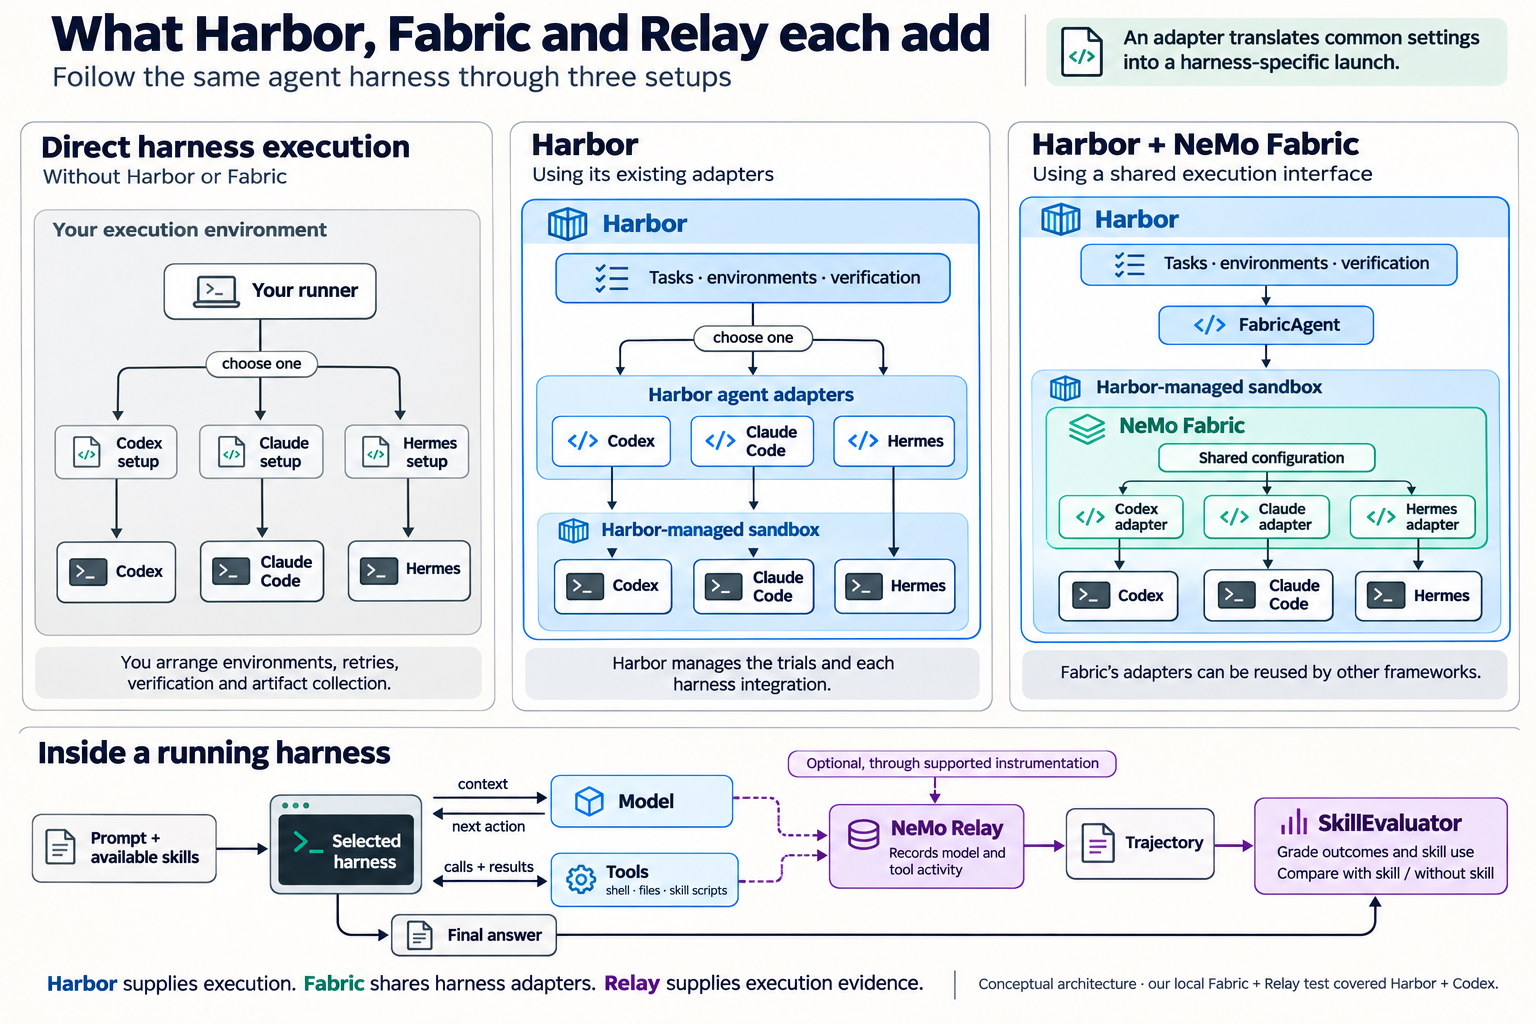 What Harbor, Fabric and Relay each add
Foilow the same agent harness through three setups
An adapter translates common settings
into a harness-specific launch.
Direct harness execution
Without Harbor or Fabric
Your execution environment
Your runner
choose one
Codex
setup
Claude
setup
Hermes
setup
Codex
Claude
Code
Hermes
You arrange environments, retries,
verification and artifact collection.
Harbor
Using its existing adapters
Harbor
Tasks · environments · verification
choose one
Harbor agent adapters
Codex
Claude
Code
Hermes
Harbor-managed sandbox
Codex
Claude
Code
Hermes
Harbor manages the trials and each
harness integration.
Harbor + NeMo Fabric
Using a shared execution interface
Harbor
Tasks · environments · verification
FabricAgent
Harbor-managed sandbox
NeMo Fabric
Shared configuration
Codex
adapter
Claude
adapter
Hermes
adapter
Codex
Claude
Code
Hermes
Fabric's adapters can be reused by other frameworks.
Inside a running harness
Prompt +
available skills
Selected
harness
context
next action
calls + results
Model
Tools
shell · files · skill scripts
Final answer
Optional, through supported instrumentation
NeMo Relay
Records model and
tool activity
Trajectory
SkillEvaluator
Grade outcomes and skill use
Compare with skill / without skill
Harbor supplies execution. Fabric shares harness adapters. Relay supplies execution evidence.
Conceptual architecture · our local Fabric + Relay test covered Harbor + Codex.